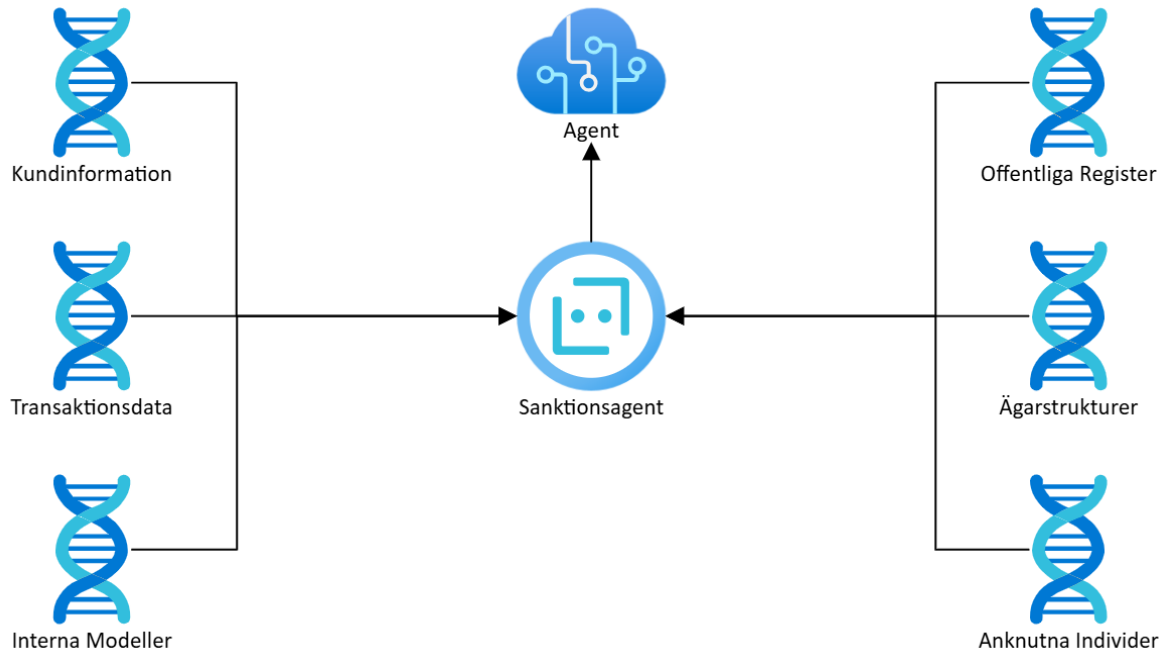 Agent
Kundinformation
Offentliga Register
Transaktionsdata
Sanktionsagent
Ägarstrukturer
Interna Modeller
Anknutna Individer